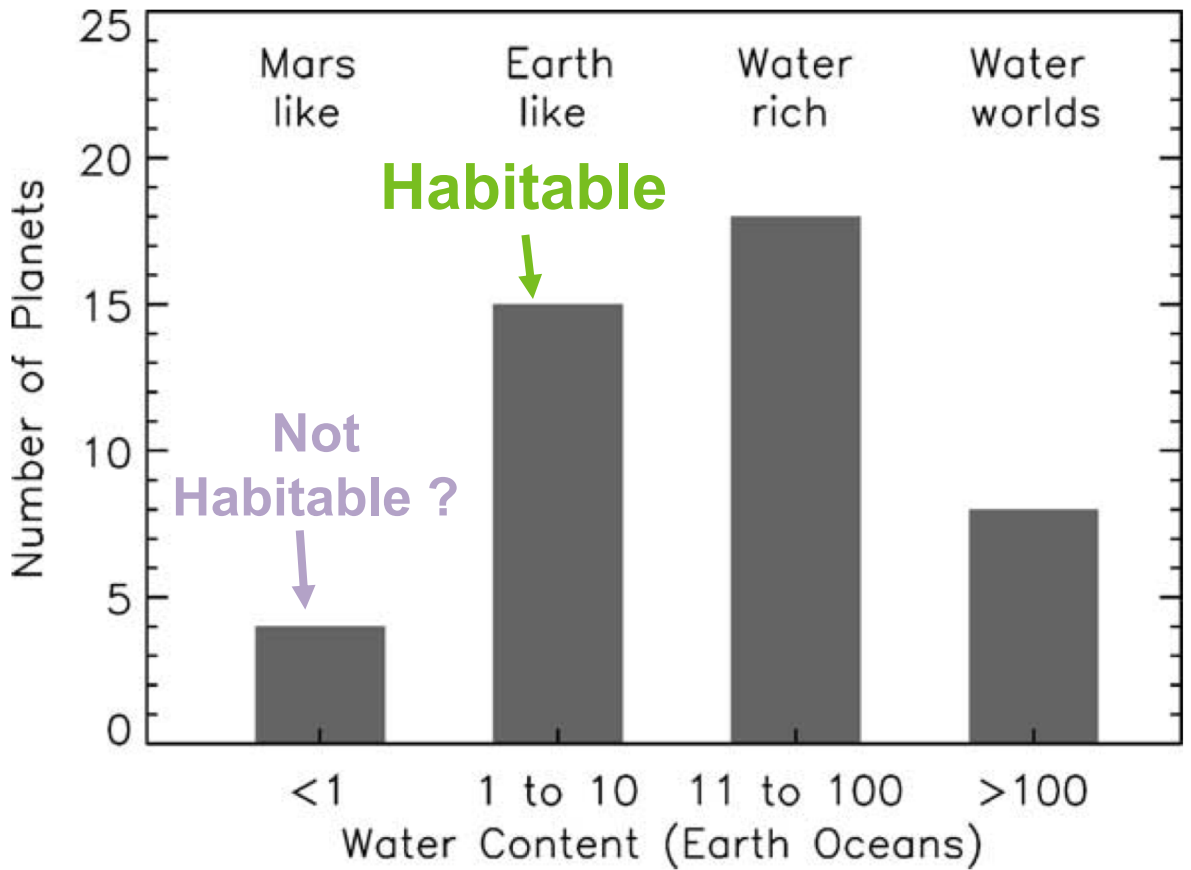 25
20
15
10
5
0
Number of Planets
Mars
like
Earth
like
Water
rich
Water
worlds
Habitable
Not
Habitable ?
<1
1 to 10
11 to 100
>100
Water Content (Earth Oceans)